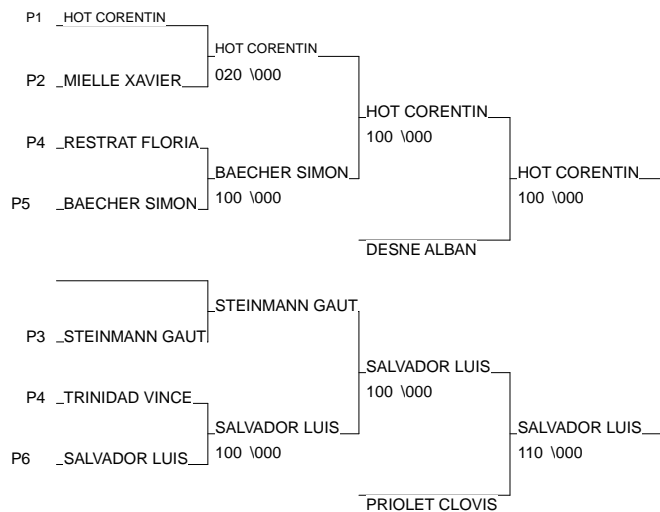 P1 HOT CORENTIN
HOT CORENTIN
020 \000
P2 MIELLE XAVIER
HOT CORENTIN
100 \000
P4 RESTRAT FLORIA
BAECHER SIMON
100 \000
HOT CORENTIN
100 \000
P5 BAECHER SIMON
DESNE ALBAN
STEINMANN GAUT
P3 STEINMANN GAUT
SALVADOR LUIS
100 \000
P4 TRINIDAD VINCE
SALVADOR LUIS
100 \000
SALVADOR LUIS
110 \000
P6 SALVADOR LUIS
PRIOLET CLOVIS